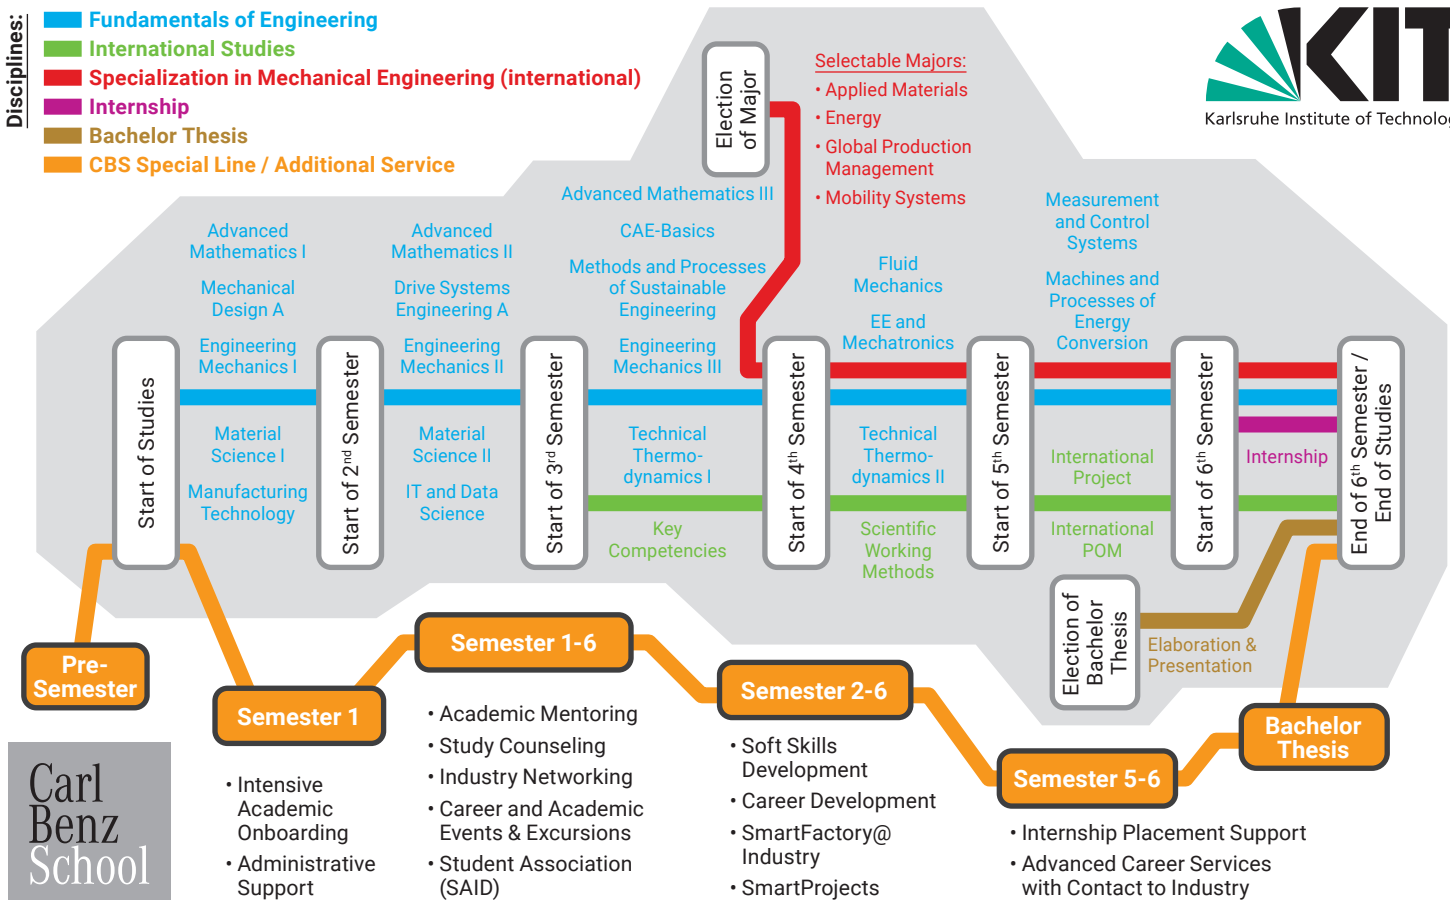 Disciplines:
Fundamentals of Engineering
International Studies
Specialization in Mechanical Engineering (international)
Internship
Bachelor Thesis
CBS Special Line / Additional Service
KIT
Karlsruhe Institute of Technolog
Election
of Major
Selectable Majors:
• Applied Materials
• Energy
• Global Production
Management
• Mobility Systems
Start of Studies
Advanced
Mathematics I
Mechanical
Design A
Engineering
Mechanics I
Material
Science I
Manufacturing
Technology
Start of 2nd Semester
Advanced
Mathematics II
Drive Systems
Engineering A
Engineering
Mechanics II
Material
Science II
IT and Data
Science
Start of 3rd Semester
Advanced Mathematics III
CAE-Basics
Methods and Processes
of Sustainable
Engineering
Engineering
Mechanics III
Technical
Thermo-
dynamics I
Key
Competencies
Start of 4th Semester
Fluid
Mechanics
EE and
Mechatronics
Technical
Thermo-
dynamics II
Scientific
Working
Methods
Start of 5th Semester
Measurement
and Control
Systems
Machines and
Processes of
Energy
Conversion
International
Project
International
POM
Start of 6th Semester
Internship
End of 6th Semester /
End of Studies
Election of
Bachelor
Thesis
Elaboration &
Presentation
Pre-
Semester
Semester 1
• Intensive
Academic
Onboarding
• Administrative
Support
Semester 1-6
• Academic Mentoring
• Study Counseling
• Industry Networking
• Career and Academic
Events & Excursions
• Student Association
(SAID)
Semester 2-6
• Soft Skills
Development
• Career Development
• SmartFactory@
Industry
• SmartProjects
Semester 5-6
• Internship Placement Support
• Advanced Career Services
with Contact to Industry
Bachelor
Thesis
Carl
Benz
School